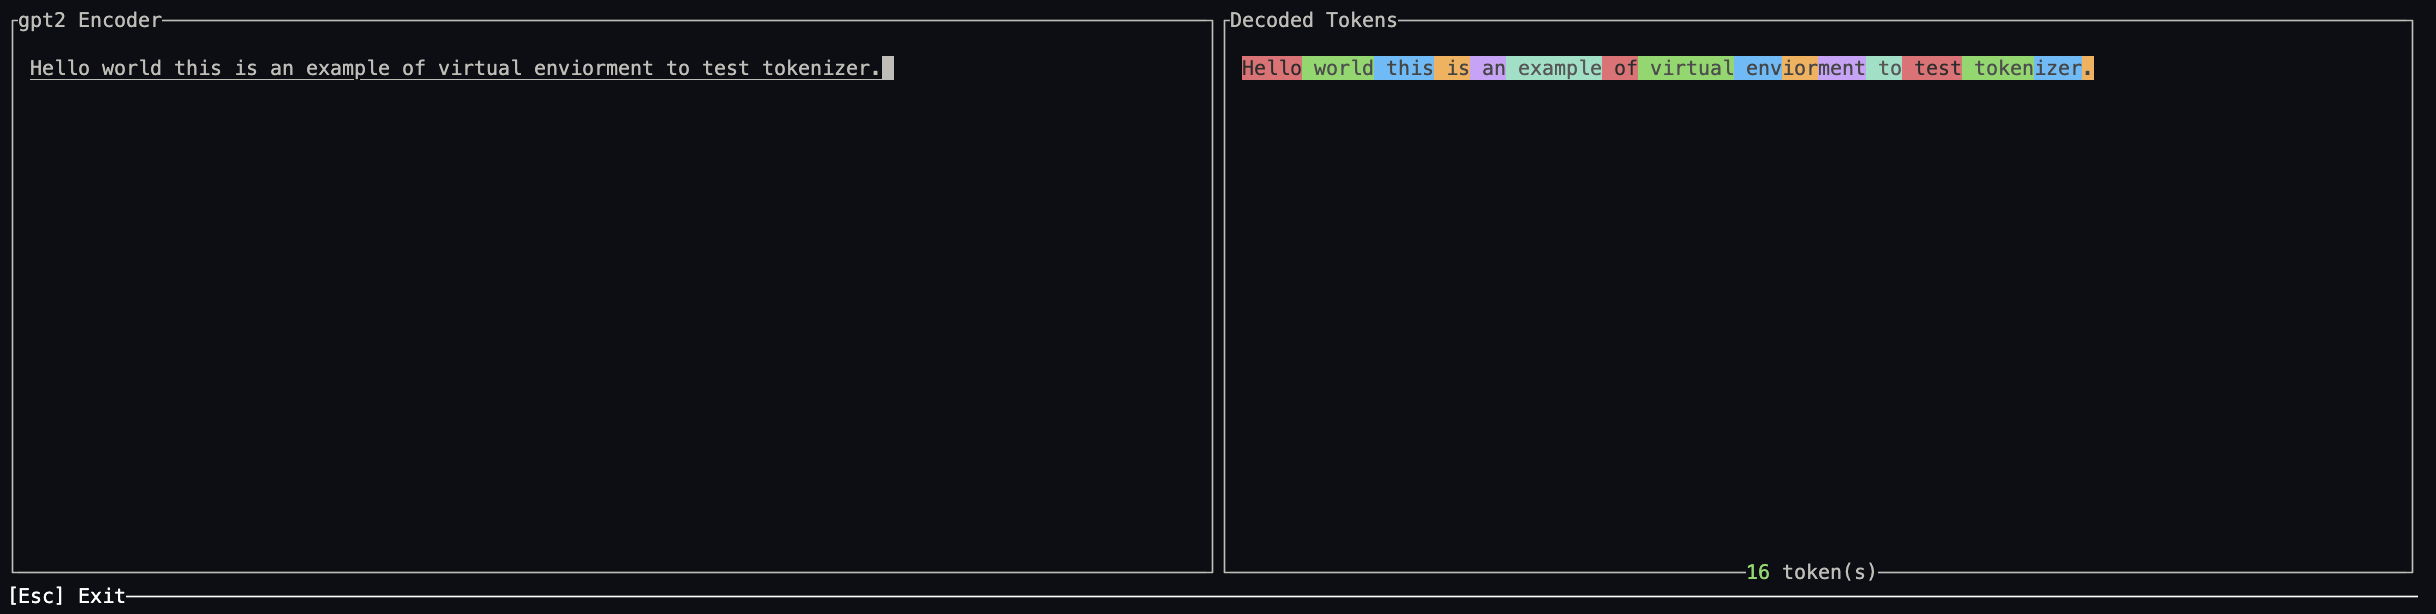 gpt2 Encoder
Hello world this is an example of virtual enviorment to test tokenizer.
Decoded Tokens
Hello world this is an example of virtual enviorment to test tokenizer.
16 token(s)
[Esc] Exit